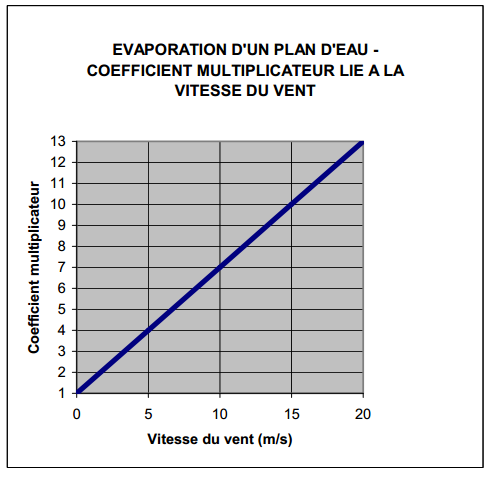 EVAPORATION D'UN PLAN D'EAU -
COEFFICIENT MULTIPLICATEUR LIE A LA
VITESSE DU VENT
Coefficient multiplicateur
13
12
11
10
9
8
7
6
5
4
3
2
1
0 5 10 15 20
Vitesse du vent (m/s)